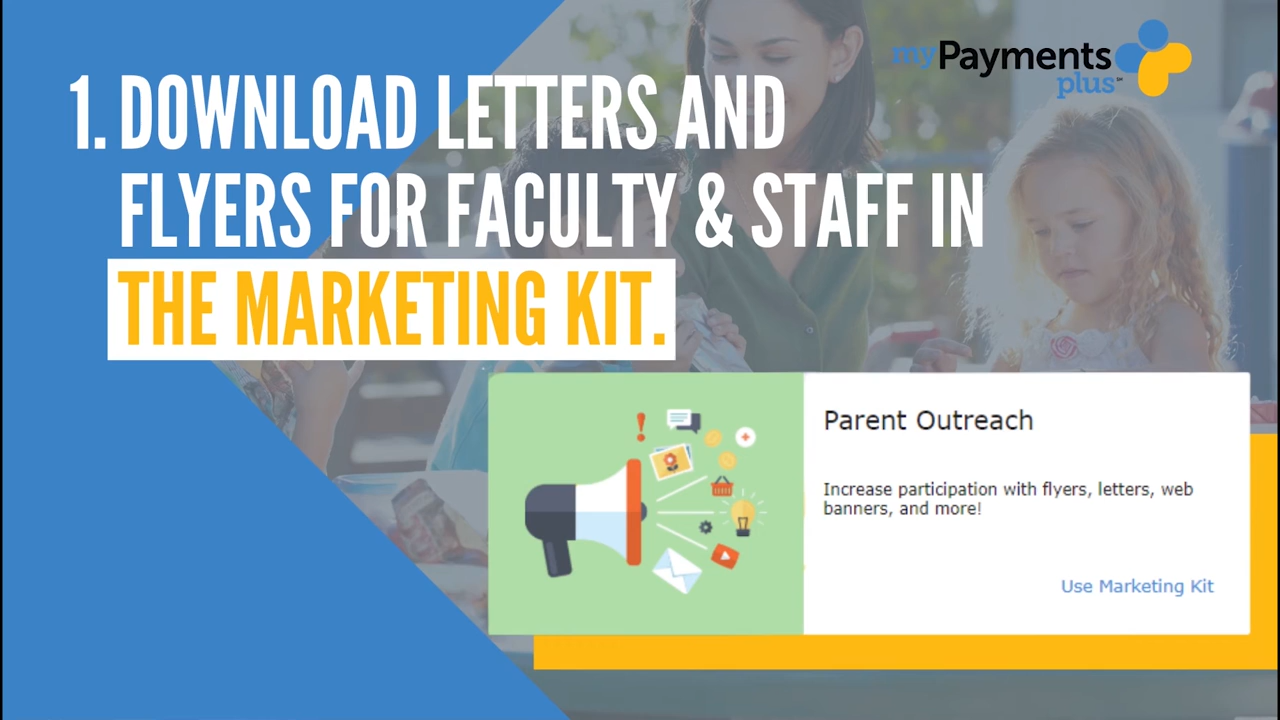 myPayments
plus
1. DOWNLOAD LETTERS AND
FLYERS FOR FACULTY & STAFF IN
THE MARKETING KIT.
Parent Outreach
Increase participation with flyers, letters, web
banners, and more!
Use Marketing Kit